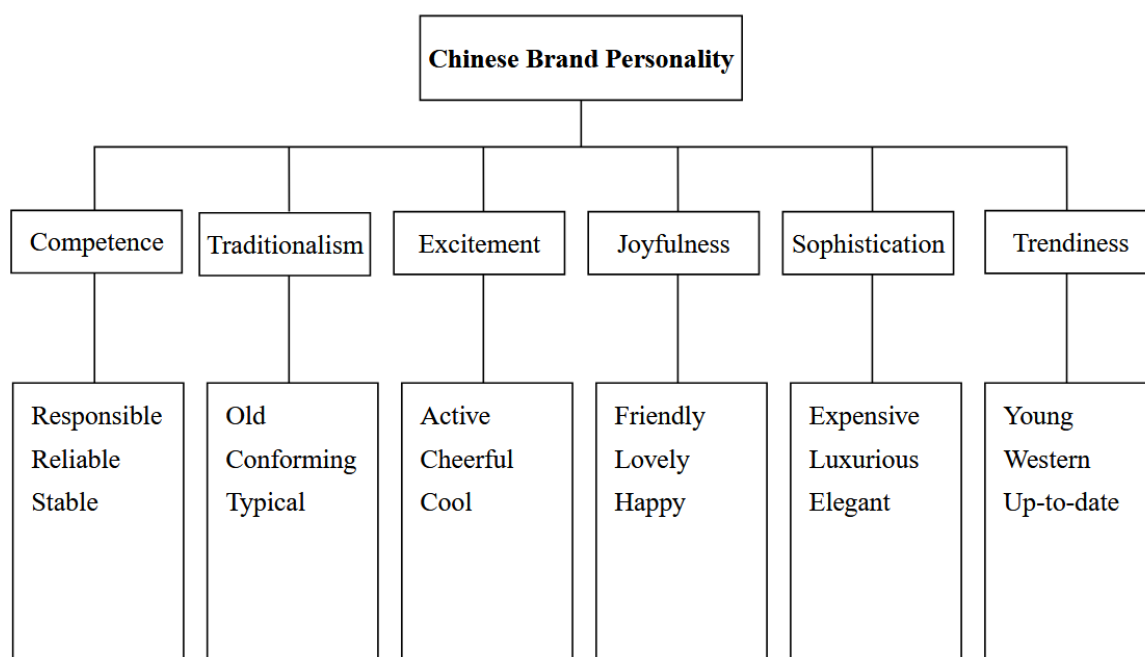 Chinese Brand Personality
Competence
Traditionalism
Excitement
Joyfulness
Sophistication
Trendiness
Responsible
Reliable
Stable
Old
Conforming
Typical
Active
Cheerful
Cool
Friendly
Lovely
Happy
Expensive
Luxurious
Elegant
Young
Western
Up-to-date